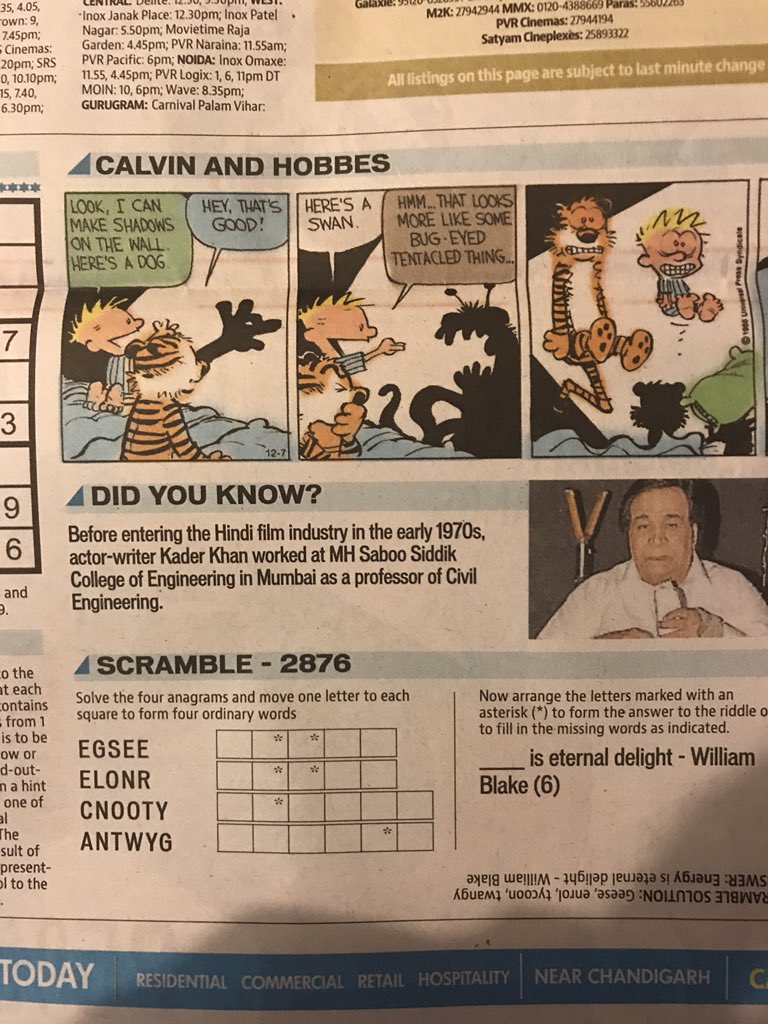 35, 4.05,
own: 9,
7.45pm;
Cinemas:
20pm; SRS
0, 10.10pm;
15, 7.40,
6.30pm;
Inox Janak Place: 12.30pm; Inox Patel
Nagar: 5.50pm; Movietime Raja
Garden: 4.45pm; PVR Naraina: 11.55am;
PVR Pacific: 6pm; NOIDA: Inox Omaxe:
11.55, 4.45pm; PVR Logix: 1, 6, 11pm DT
MOIN: 10, 6pm; Wave: 8.35pm;
GURUGRAM: Carnival Palam Vihar:
M2K: 27942944 MMX: 0120-4388669 Paras: 55602263
PVR Cinemas: 27944194
Satyam Cineplexes: 25893322
All listings on this page are subject to last minute change
CALVIN AND HOBBES
LOOK, I CAN
MAKE SHADOWS
ON THE WALL.
HERE'S A DOG.
HEY, THAT'S
GOOD!
12-7
HERE'S A
SWAN.
HMM...THAT LOOKS
MORE LIKE SOME
BUG-EYED
TENTACLED THING...
© 1985 Universal Press Syndicate
7
3
9
6
and
9.
DID YOU KNOW?
Before entering the Hindi film industry in the early 1970s,
actor-writer Kader Khan worked at MH Saboo Siddik
College of Engineering in Mumbai as a professor of Civil
Engineering.
to the
at each
contains
from 1
is to be
ow or
d-out-
n a hint
one of
al
The
sult of
present-
ol to the
SCRAMBLE - 2876
Solve the four anagrams and move one letter to each
square to form four ordinary words
EGSEE * *
ELONR * *
CNOOTY *
ANTWYG *
Now arrange the letters marked with an
asterisk (*) to form the answer to the riddle o
to fill in the missing words as indicated.
____ is eternal delight - William
Blake (6)
RAMBLE SOLUTION: Geese, enrol, tycoon, twangy
SWER: Energy is eternal delight - William Blake
TODAY
RESIDENTIAL COMMERCIAL RETAIL HOSPITALITY
NEAR CHANDIGARH